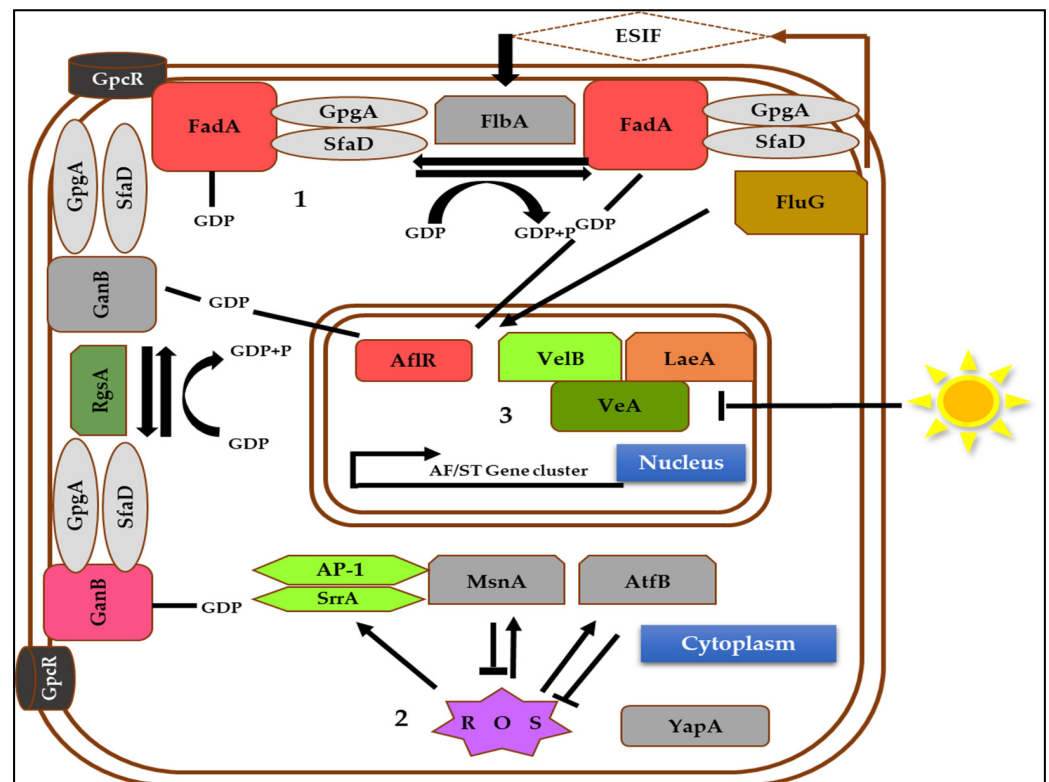 ESIF
GpcR
FadA
GpgA
SfaD
FlbA
FadA
GpgA
SfaD
GpgA
SfaD
1
GDP
GDP
GDP+P
GDP
FluG
GanB
GDP
RgsA
GDP+P
GDP
AflR
VelB
LaeA
VeA
3
Nucleus
AF/ST Gene cluster
GpgA
SfaD
GanB
GDP
AP-1
SrrA
MsnA
AtfB
Cytoplasm
GpcR
2
R O S
YapA